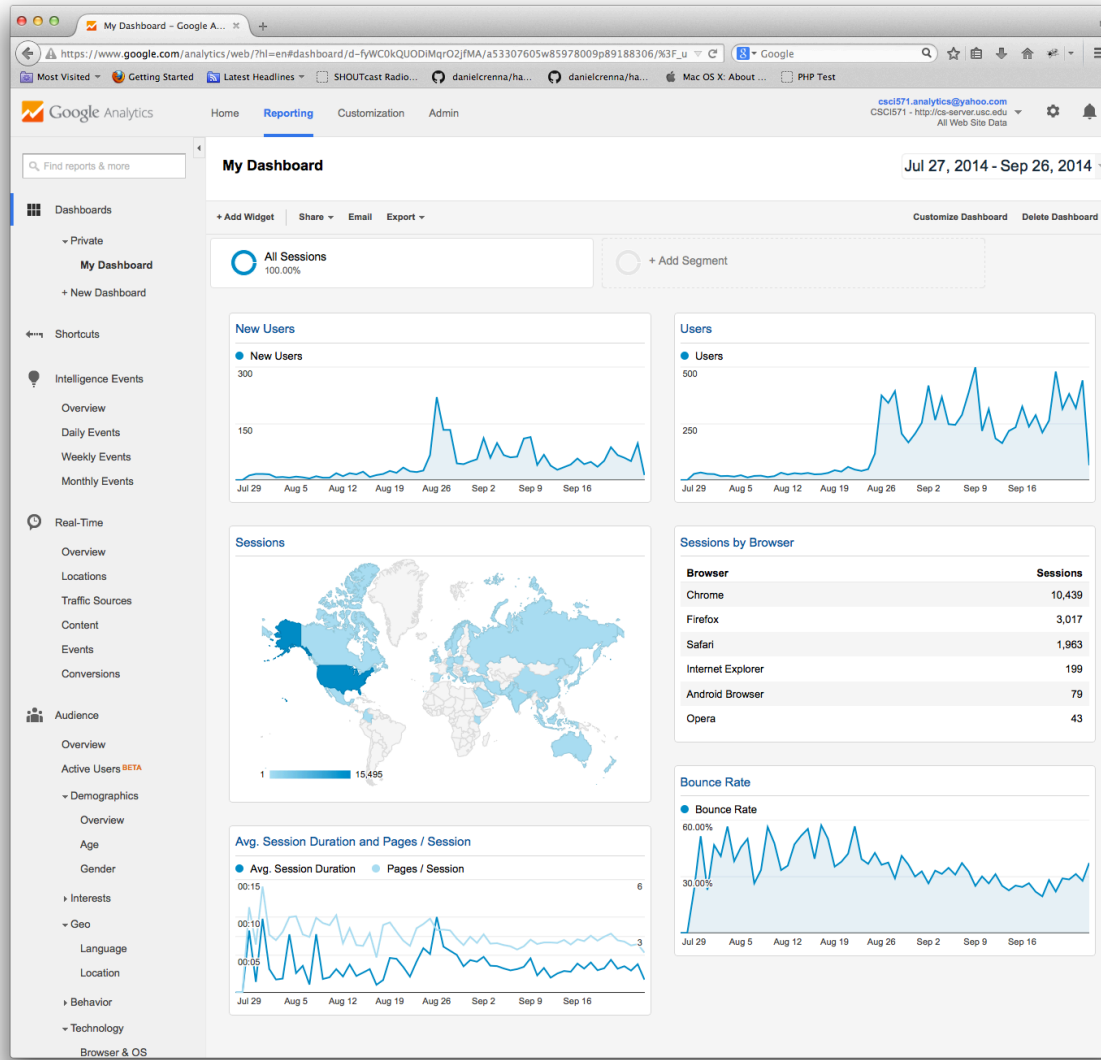 My Dashboard – Google A...
https://www.google.com/analytics/web/?hl=en#dashboard/d-fyWC0kQUODiMqrO2jfMA/a53307605w85978009p89188306/%3F_u
Google
Most Visited
Getting Started
Latest Headlines
SHOUTcast Radio...
danielcrenna/ha...
danielcrenna/ha...
Mac OS X: About ...
PHP Test
Google Analytics
Home
Reporting
Customization
Admin
csci571.analytics@yahoo.com
CSCI571 - http://cs-server.usc.edu
All Web Site Data
Find reports & more
Dashboards
Private
My Dashboard
+ New Dashboard
Shortcuts
Intelligence Events
Overview
Daily Events
Weekly Events
Monthly Events
Real-Time
Overview
Locations
Traffic Sources
Content
Events
Conversions
Audience
Overview
Active Users BETA
Demographics
Overview
Age
Gender
Interests
Geo
Language
Location
Behavior
Technology
Browser & OS
My Dashboard
Jul 27, 2014 - Sep 26, 2014
+ Add Widget
Share
Email
Export
Customize Dashboard
Delete Dashboard
All Sessions
100.00%
+ Add Segment
New Users
New Users
300
150
Jul 29 Aug 5 Aug 12 Aug 19 Aug 26 Sep 2 Sep 9 Sep 16
Users
Users
500
250
Jul 29 Aug 5 Aug 12 Aug 19 Aug 26 Sep 2 Sep 9 Sep 16
Sessions
1 15,495
Sessions by Browser
Browser Sessions
Chrome 10,439
Firefox 3,017
Safari 1,963
Internet Explorer 199
Android Browser 79
Opera 43
Avg. Session Duration and Pages / Session
Avg. Session Duration Pages / Session
00:15 6
00:10
3
00:05
Jul 29 Aug 5 Aug 12 Aug 19 Aug 26 Sep 2 Sep 9 Sep 16
Bounce Rate
Bounce Rate
60.00%
30.00%
Jul 29 Aug 5 Aug 12 Aug 19 Aug 26 Sep 2 Sep 9 Sep 16